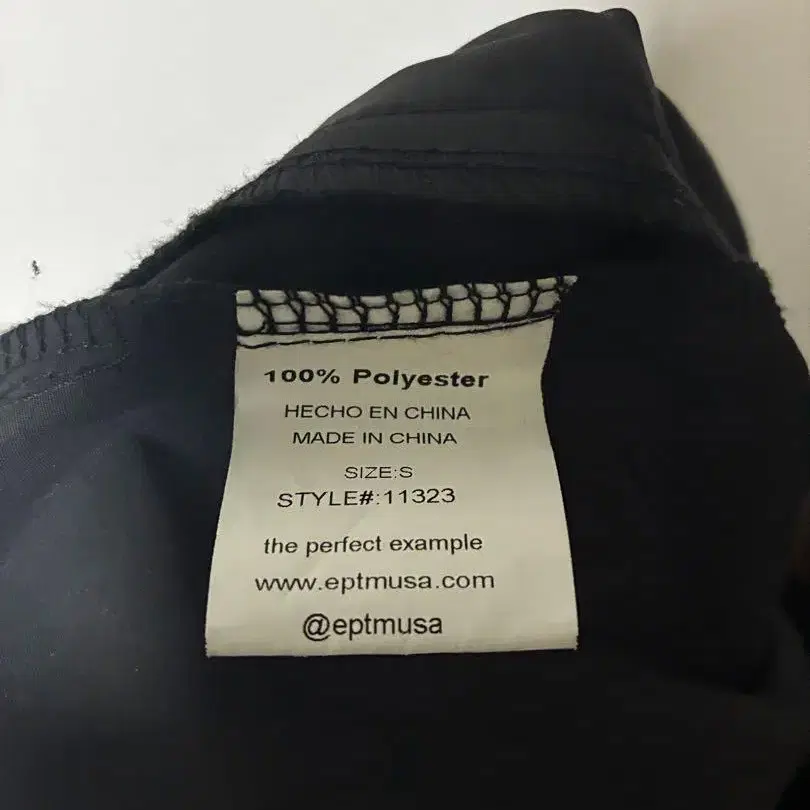 100% Polyester
HECHO EN CHINA
MADE IN CHINA
SIZE:S
STYLE#:11323
the perfect example
www.eptmusa.com
@eptmusa